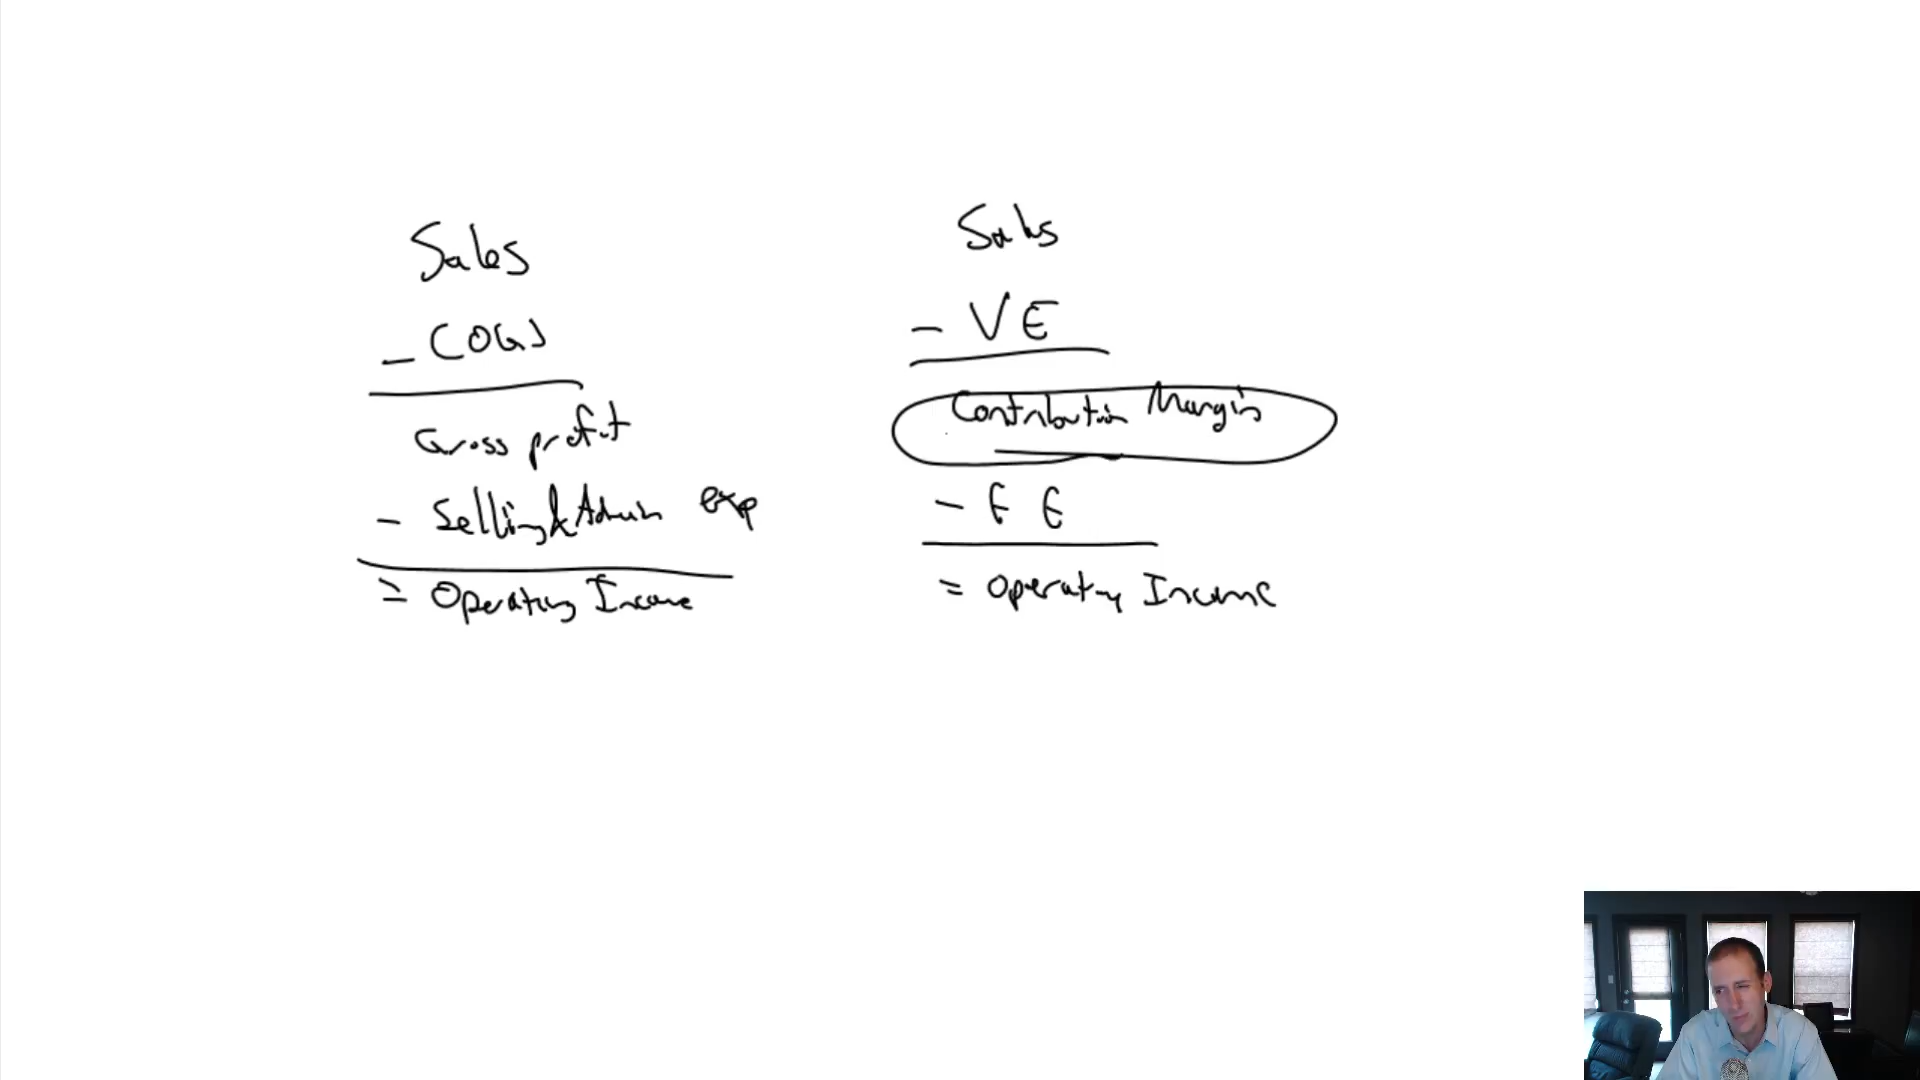 Sales
- COGS
Gross profit
- Selling & Admin exp
= Operating Income
Sales
- VE
Contribution Margin
- FE
= Operating Income